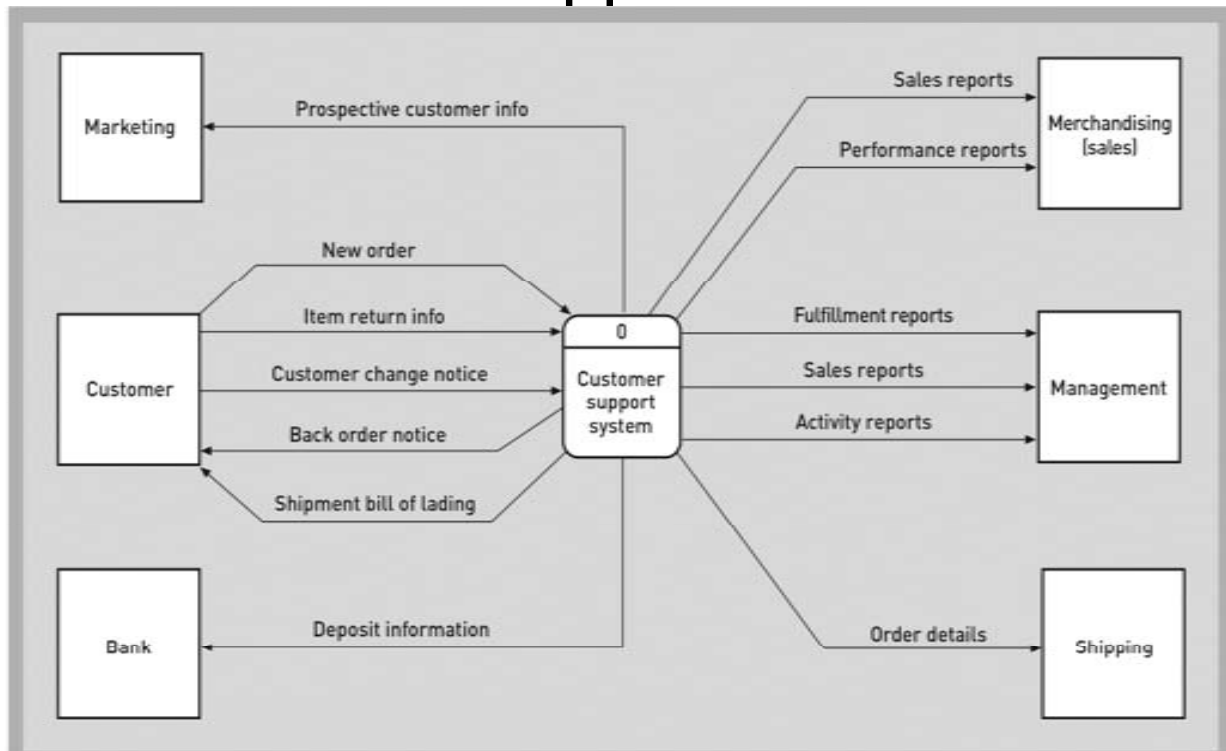 Marketing
Prospective customer info
Sales reports
Performance reports
Merchandising
(sales)
New order
Item return info
Customer change notice
Back order notice
Shipment bill of lading
Customer
0
Customer
support
system
Fulfillment reports
Sales reports
Activity reports
Management
Bank
Deposit information
Order details
Shipping